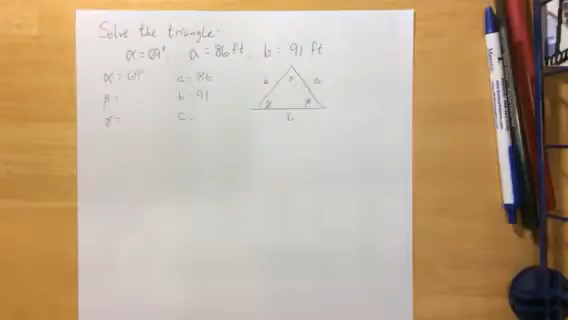 Solve the triangle.
α = 69°, a = 86 ft, b = 91 ft
α = 69° a = 86
β = b = 91
γ = c =
b a
c